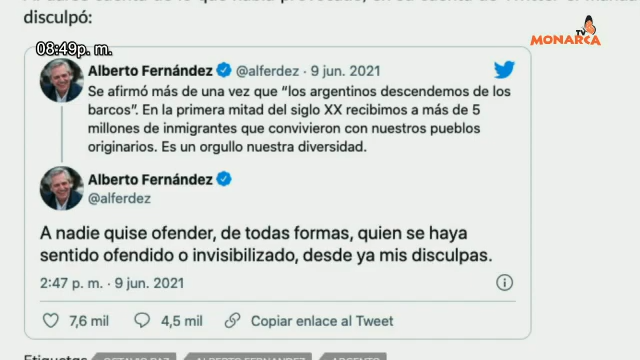 disculpó:
08:49p. m.
TV
MONARCA
Alberto Fernández @alferdez · 9 jun. 2021
Se afirmó más de una vez que “los argentinos descendemos de los
barcos”. En la primera mitad del siglo XX recibimos a más de 5
millones de inmigrantes que convivieron con nuestros pueblos
originarios. Es un orgullo nuestra diversidad.
Alberto Fernández
@alferdez
A nadie quise ofender, de todas formas, quien se haya
sentido ofendido o invisibilizado, desde ya mis disculpas.
2:47 p. m. · 9 jun. 2021
7,6 mil 4,5 mil Copiar enlace al Tweet